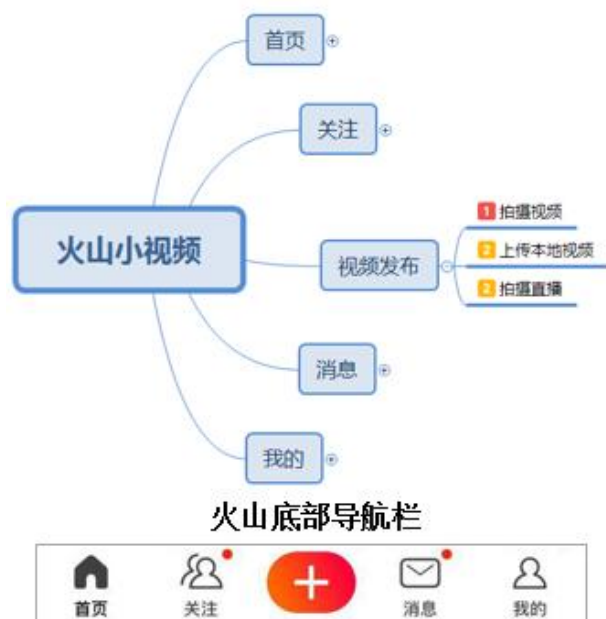 首页
关注
火山小视频
视频发布
1 拍摄视频
2 上传本地视频
2 拍摄直播
消息
我的
火山底部导航栏
首页
关注
消息
我的